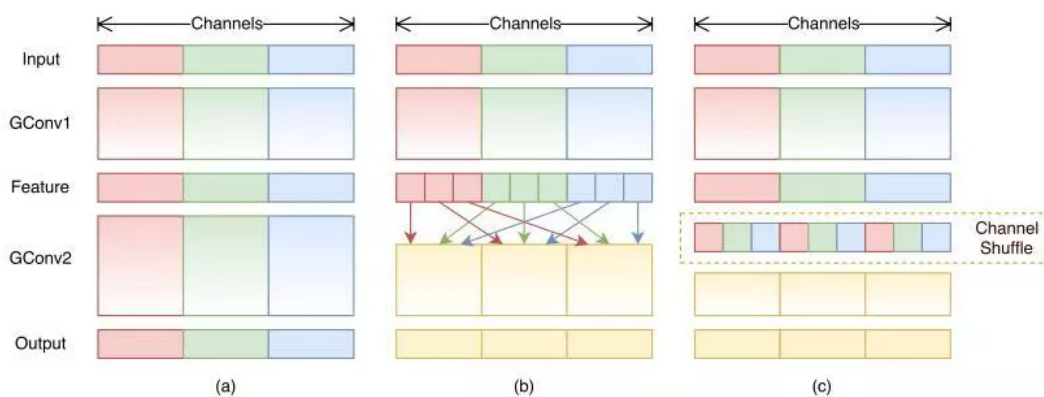 Channels
Channels
Channels
Input
GConv1
Feature
GConv2
Channel
Shuffle
Output
(a)
(b)
(c)